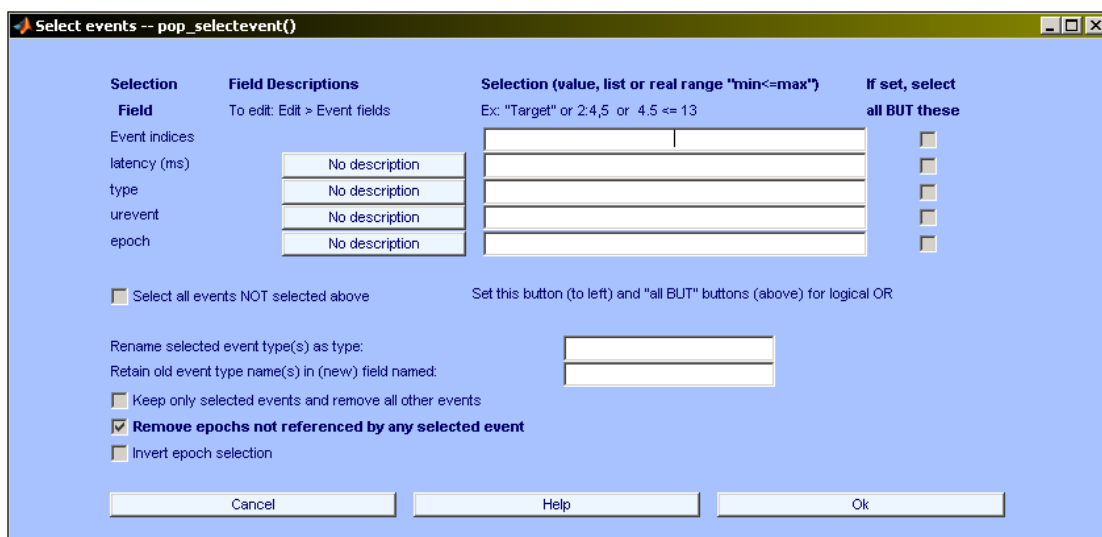 Select events -- pop_selectevent()
Selection Field Descriptions Selection (value, list or real range "min<=max") If set, select
Field To edit: Edit > Event fields Ex: "Target" or 2:4,5 or 4.5 <= 13 all BUT these
Event indices
latency (ms) No description
type No description
urevent No description
epoch No description
Select all events NOT selected above Set this button (to left) and "all BUT" buttons (above) for logical OR
Rename selected event type(s) as type:
Retain old event type name(s) in (new) field named:
Keep only selected events and remove all other events
Remove epochs not referenced by any selected event
Invert epoch selection
Cancel Help Ok